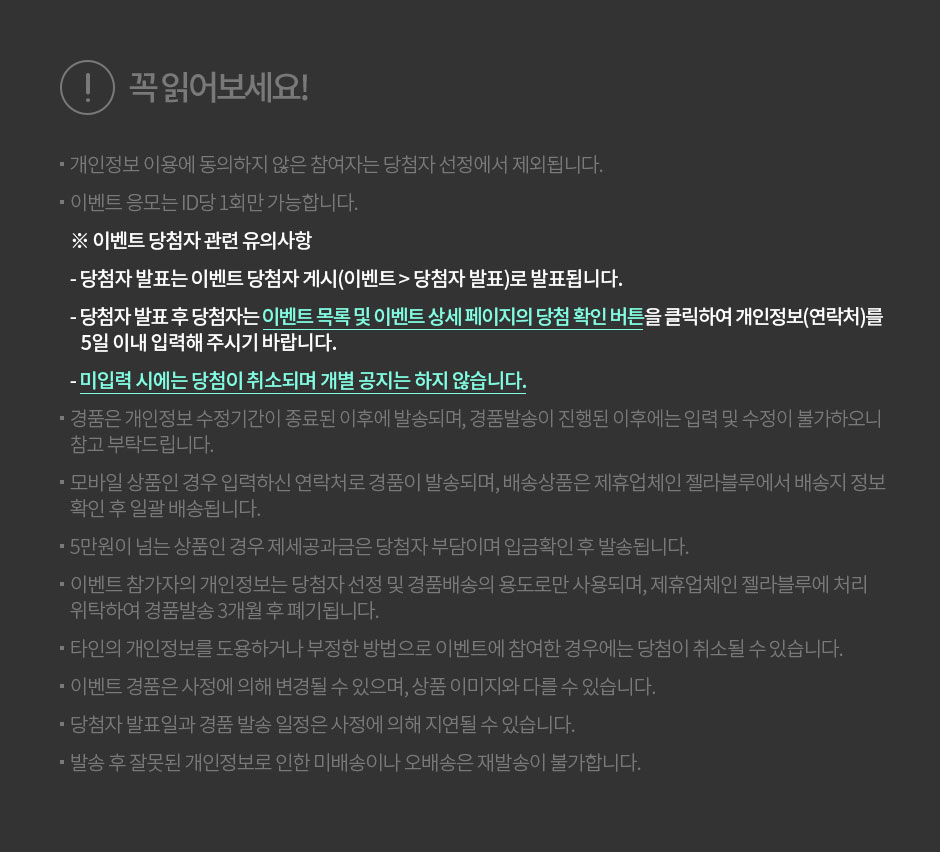 꼭 읽어보세요!
· 개인정보 이용에 동의하지 않은 참여자는 당첨자 선정에서 제외됩니다.
· 이벤트 응모는 ID당 1회만 가능합니다.
※ 이벤트 당첨자 관련 유의사항
- 당첨자 발표는 이벤트 당첨자 게시(이벤트 > 당첨자 발표)로 발표됩니다.
- 당첨자 발표 후 당첨자는 이벤트 목록 및 이벤트 상세 페이지의 당첨 확인 버튼을 클릭하여 개인정보(연락처)를
5일 이내 입력해 주시기 바랍니다.
- 미입력 시에는 당첨이 취소되며 개별 공지는 하지 않습니다.
· 경품은 개인정보 수정기간이 종료된 이후에 발송되며, 경품발송이 진행된 이후에는 입력 및 수정이 불가하오니
참고 부탁드립니다.
· 모바일 상품인 경우 입력하신 연락처로 경품이 발송되며, 배송상품은 제휴업체인 젤라블루에서 배송지 정보
확인 후 일괄 배송됩니다.
· 5만원이 넘는 상품인 경우 제세공과금은 당첨자 부담이며 입금확인 후 발송됩니다.
· 이벤트 참가자의 개인정보는 당첨자 선정 및 경품배송의 용도로만 사용되며, 제휴업체인 젤라블루에 처리
위탁하여 경품발송 3개월 후 폐기됩니다.
· 타인의 개인정보를 도용하거나 부정한 방법으로 이벤트에 참여한 경우에는 당첨이 취소될 수 있습니다.
· 이벤트 경품은 사정에 의해 변경될 수 있으며, 상품 이미지와 다를 수 있습니다.
· 당첨자 발표일과 경품 발송 일정은 사정에 의해 지연될 수 있습니다.
· 발송 후 잘못된 개인정보로 인한 미배송이나 오배송은 재발송이 불가합니다.